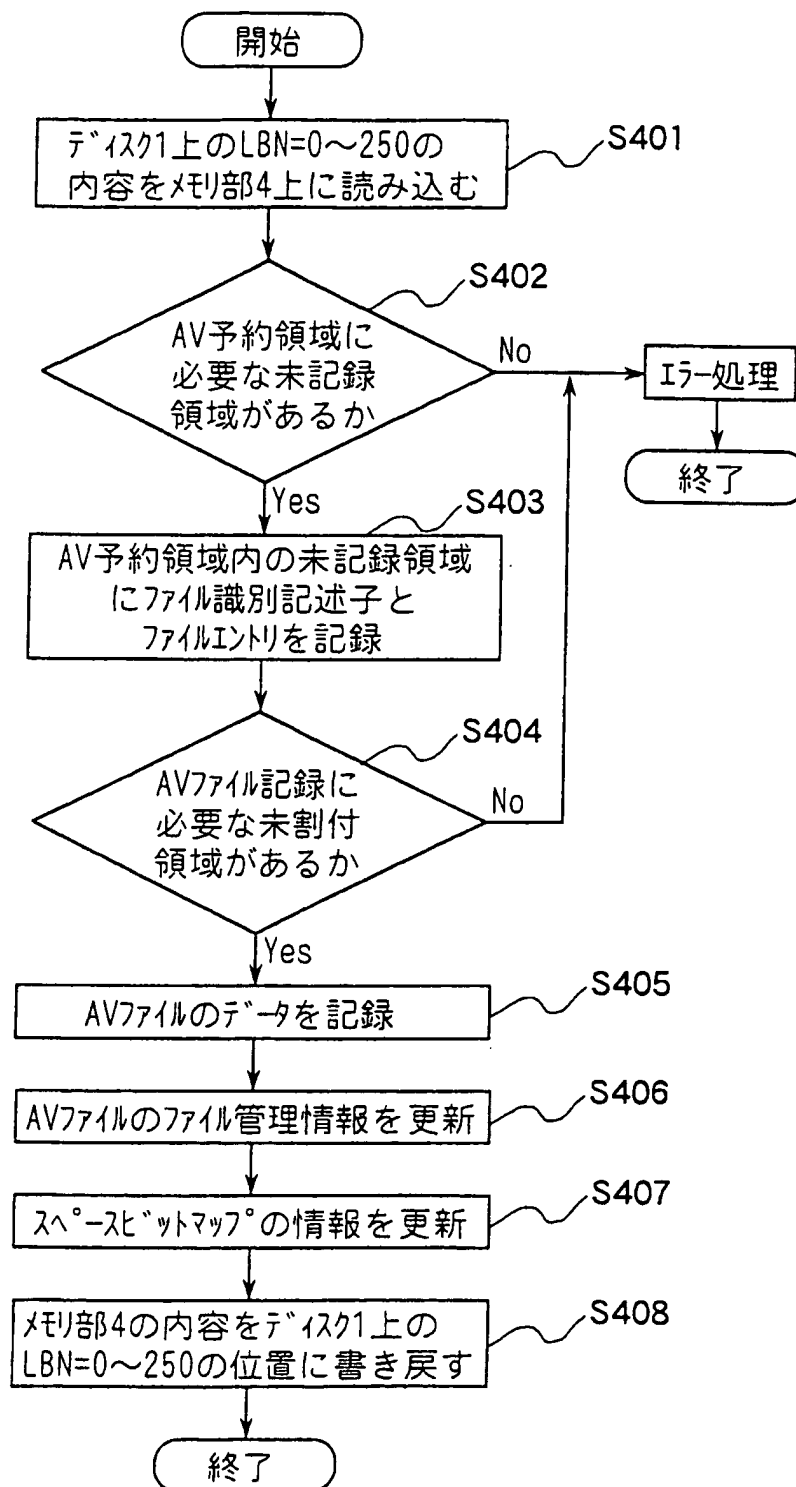 開始
ディスク1上のLBN=0〜250の
内容をメモリ部4上に読み込む
S401
S402
AV予約領域に
必要な未記録
領域があるか
No
エラー処理
終了
Yes
S403
AV予約領域内の未記録領域
にファイル識別記述子と
ファイルエントリを記録
S404
AVファイル記録に
必要な未割付
領域があるか
No
Yes
S405
AVファイルのデータを記録
S406
AVファイルのファイル管理情報を更新
S407
スペースビットマップの情報を更新
S408
メモリ部4の内容をディスク1上の
LBN=0〜250の位置に書き戻す
終了